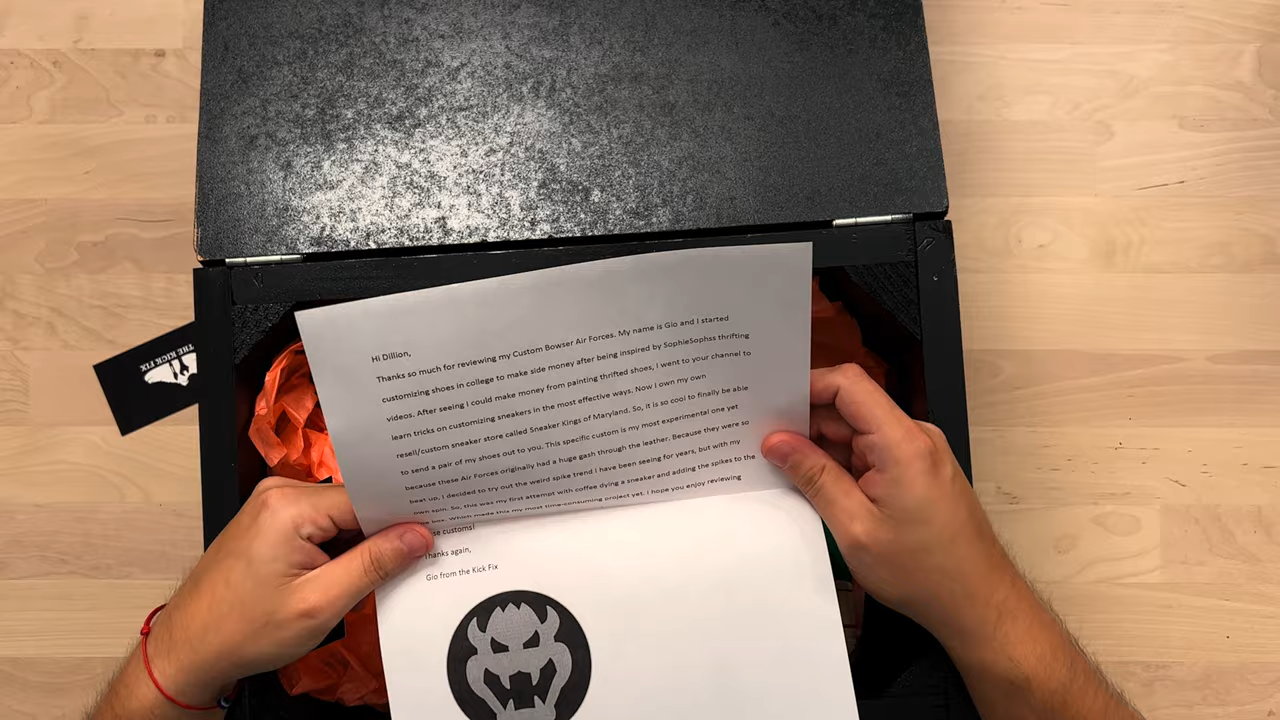 THE KICK FIX
Hi Dillion,
Thanks so much for reviewing my Custom Bowser Air Forces. My name is Gio and I started
customizing shoes in college to make side money after being inspired by SophieSophss thrifting
videos. After seeing I could make money from painting thrifted shoes, I went to your channel to
learn tricks on customizing sneakers in the most effective ways. Now I own my own
resell/custom sneaker store called Sneaker Kings of Maryland. So, it is so cool to finally be able
to send a pair of my shoes out to you. This specific custom is my most experimental one yet
because these Air Forces originally had a huge gash through the leather. Because they were so
beat up, I decided to try out the weird spike trend I have been seeing for years, but with my
own spin. So, this was my first attempt with coffee dying a sneaker and adding the spikes to the
box. Which made this my most time-consuming project yet. I hope you enjoy reviewing
customs!
Thanks again,
Gio from the Kick Fix